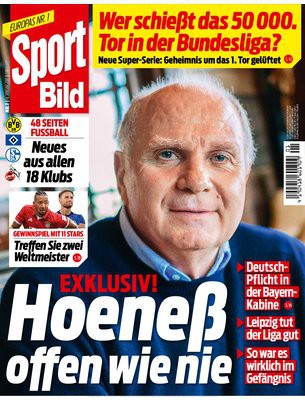 EUROPAS NR. 1
Sport
Bild
Wer schießt das 50 000.
Tor in der Bundesliga?
Neue Super-Serie: Geheimnis um das 1. Tor gelüftet
48 SEITEN
FUSSBALL
Neues
aus allen
18 Klubs
GEWINNSPIEL MIT 11 STARS
Treffen Sie zwei
Weltmeister
EXKLUSIV!
Hoeneß
offen wie nie
Deutsch-
Pflicht in
der Bayern-
Kabine
Leipzig tut
der Liga gut
So war es
wirklich im
Gefängnis